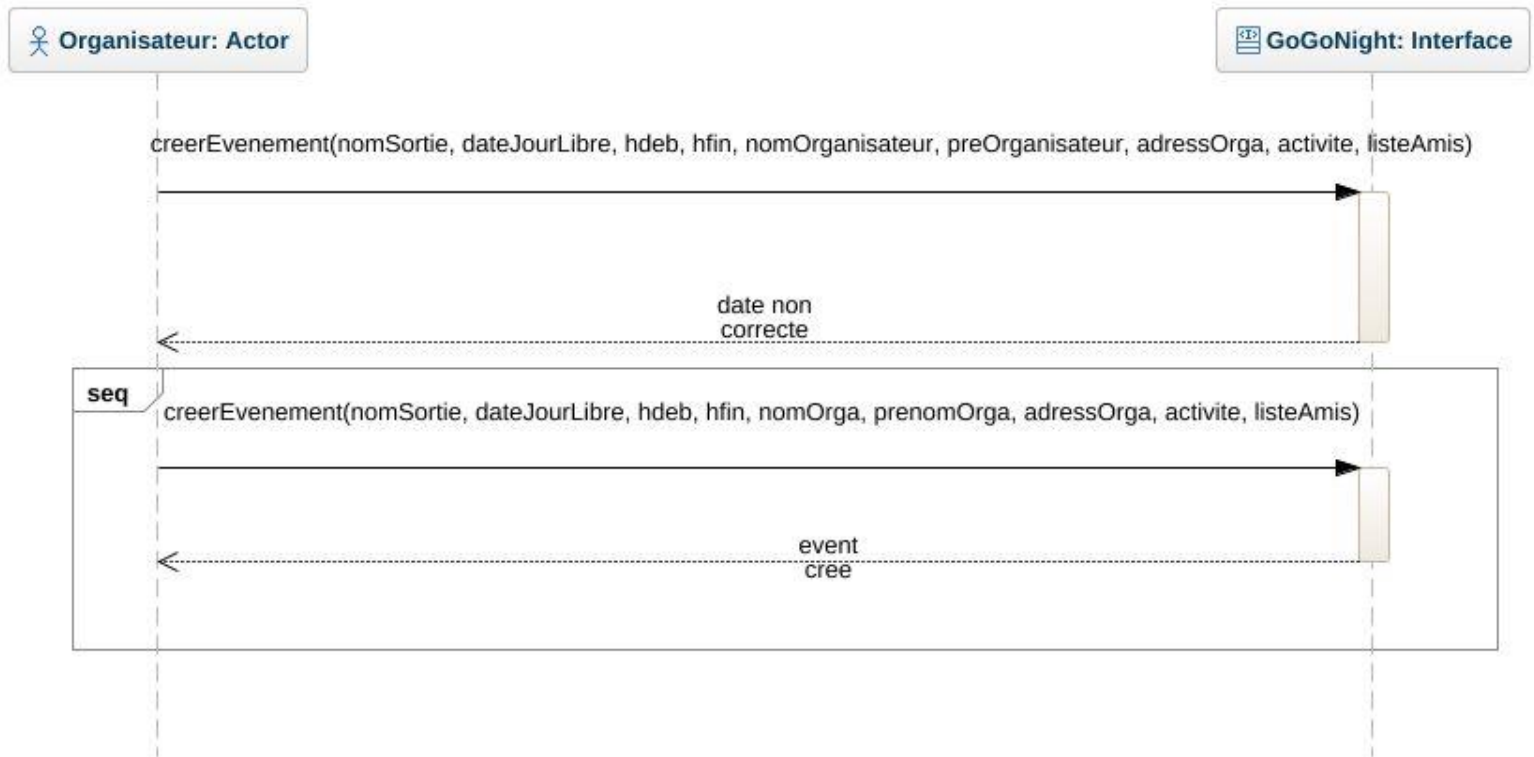 Organisateur: Actor
GoGoNight: Interface
creerEvenement(nomSortie, dateJourLibre, hdeb, hfin, nomOrganisateur, preOrganisateur, adressOrga, activite, listeAmis)
date non
correcte
seq
creerEvenement(nomSortie, dateJourLibre, hdeb, hfin, nomOrga, prenomOrga, adressOrga, activite, listeAmis)
event
cree